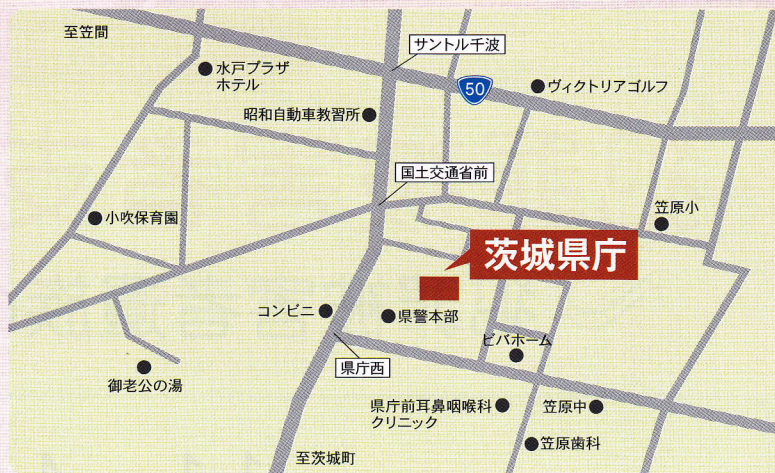 至笠間
サントル千波
水戸プラザ
ホテル
50
ヴィクトリアゴルフ
昭和自動車教習所
国土交通省前
小吹保育園
笠原小
茨城県庁
コンビニ
県警本部
ビバホーム
県庁西
御老公の湯
県庁前耳鼻咽喉科
クリニック
笠原中
笠原歯科
至茨城町